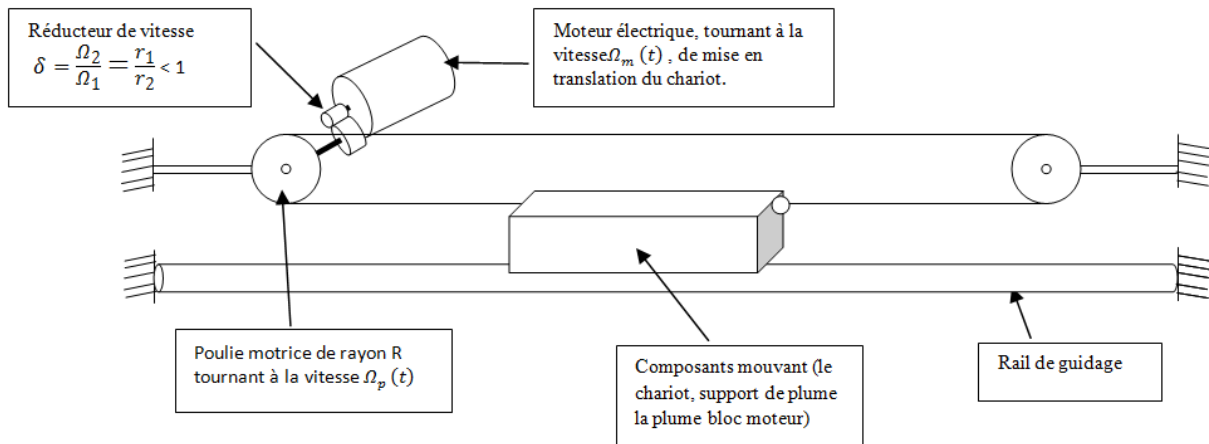 Réducteur de vitesse
δ = Ω₂/Ω₁ = r₁/r₂ < 1
Moteur électrique, tournant à la
vitesseΩₘ (t) , de mise en
translation du chariot.
Poulie motrice de rayon R
tournant à la vitesse Ωₚ (t)
Composants mouvant (le
chariot, support de plume
la plume bloc moteur)
Rail de guidage